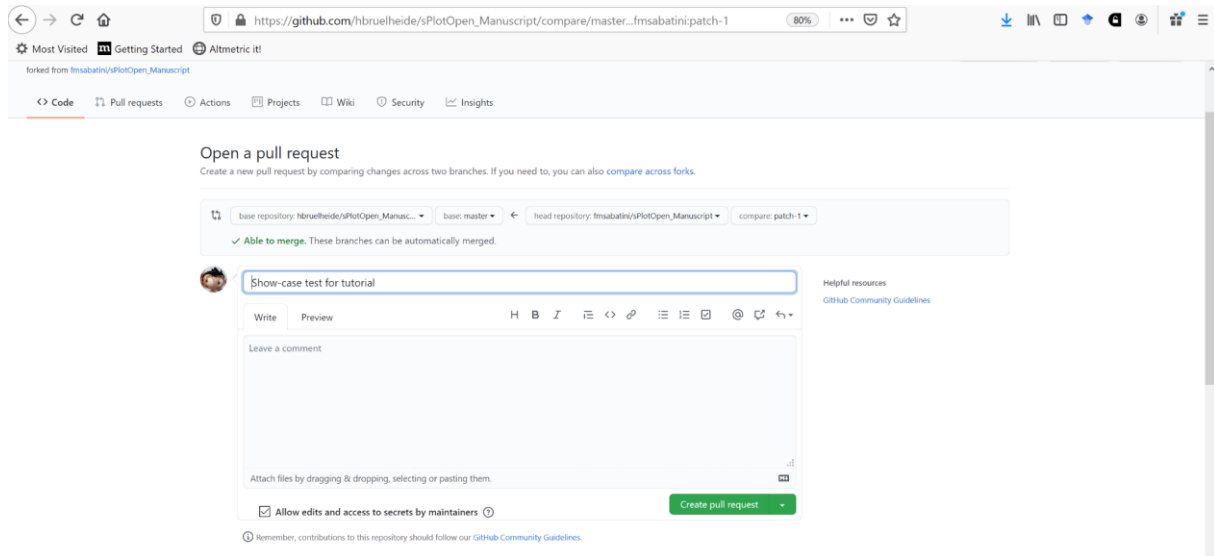 https://github.com/hbruelheide/sPlotOpen_Manuscript/compare/master...fmsabatini:patch-1 80%
Most Visited Getting Started Altmetric it!
forked from fmsabatini/sPlotOpen_Manuscript
Code Pull requests Actions Projects Wiki Security Insights
Open a pull request
Create a new pull request by comparing changes across two branches. If you need to, you can also compare across forks.
base repository: hbruelheide/sPlotOpen_Manusc... base: master head repository: fmsabatini/sPlotOpen_Manuscript compare: patch-1
Able to merge. These branches can be automatically merged.
Show-case test for tutorial
Helpful resources
GitHub Community Guidelines
Write Preview H B I
Leave a comment
Attach files by dragging & dropping, selecting or pasting them.
Create pull request
Allow edits and access to secrets by maintainers
Remember, contributions to this repository should follow our GitHub Community Guidelines.